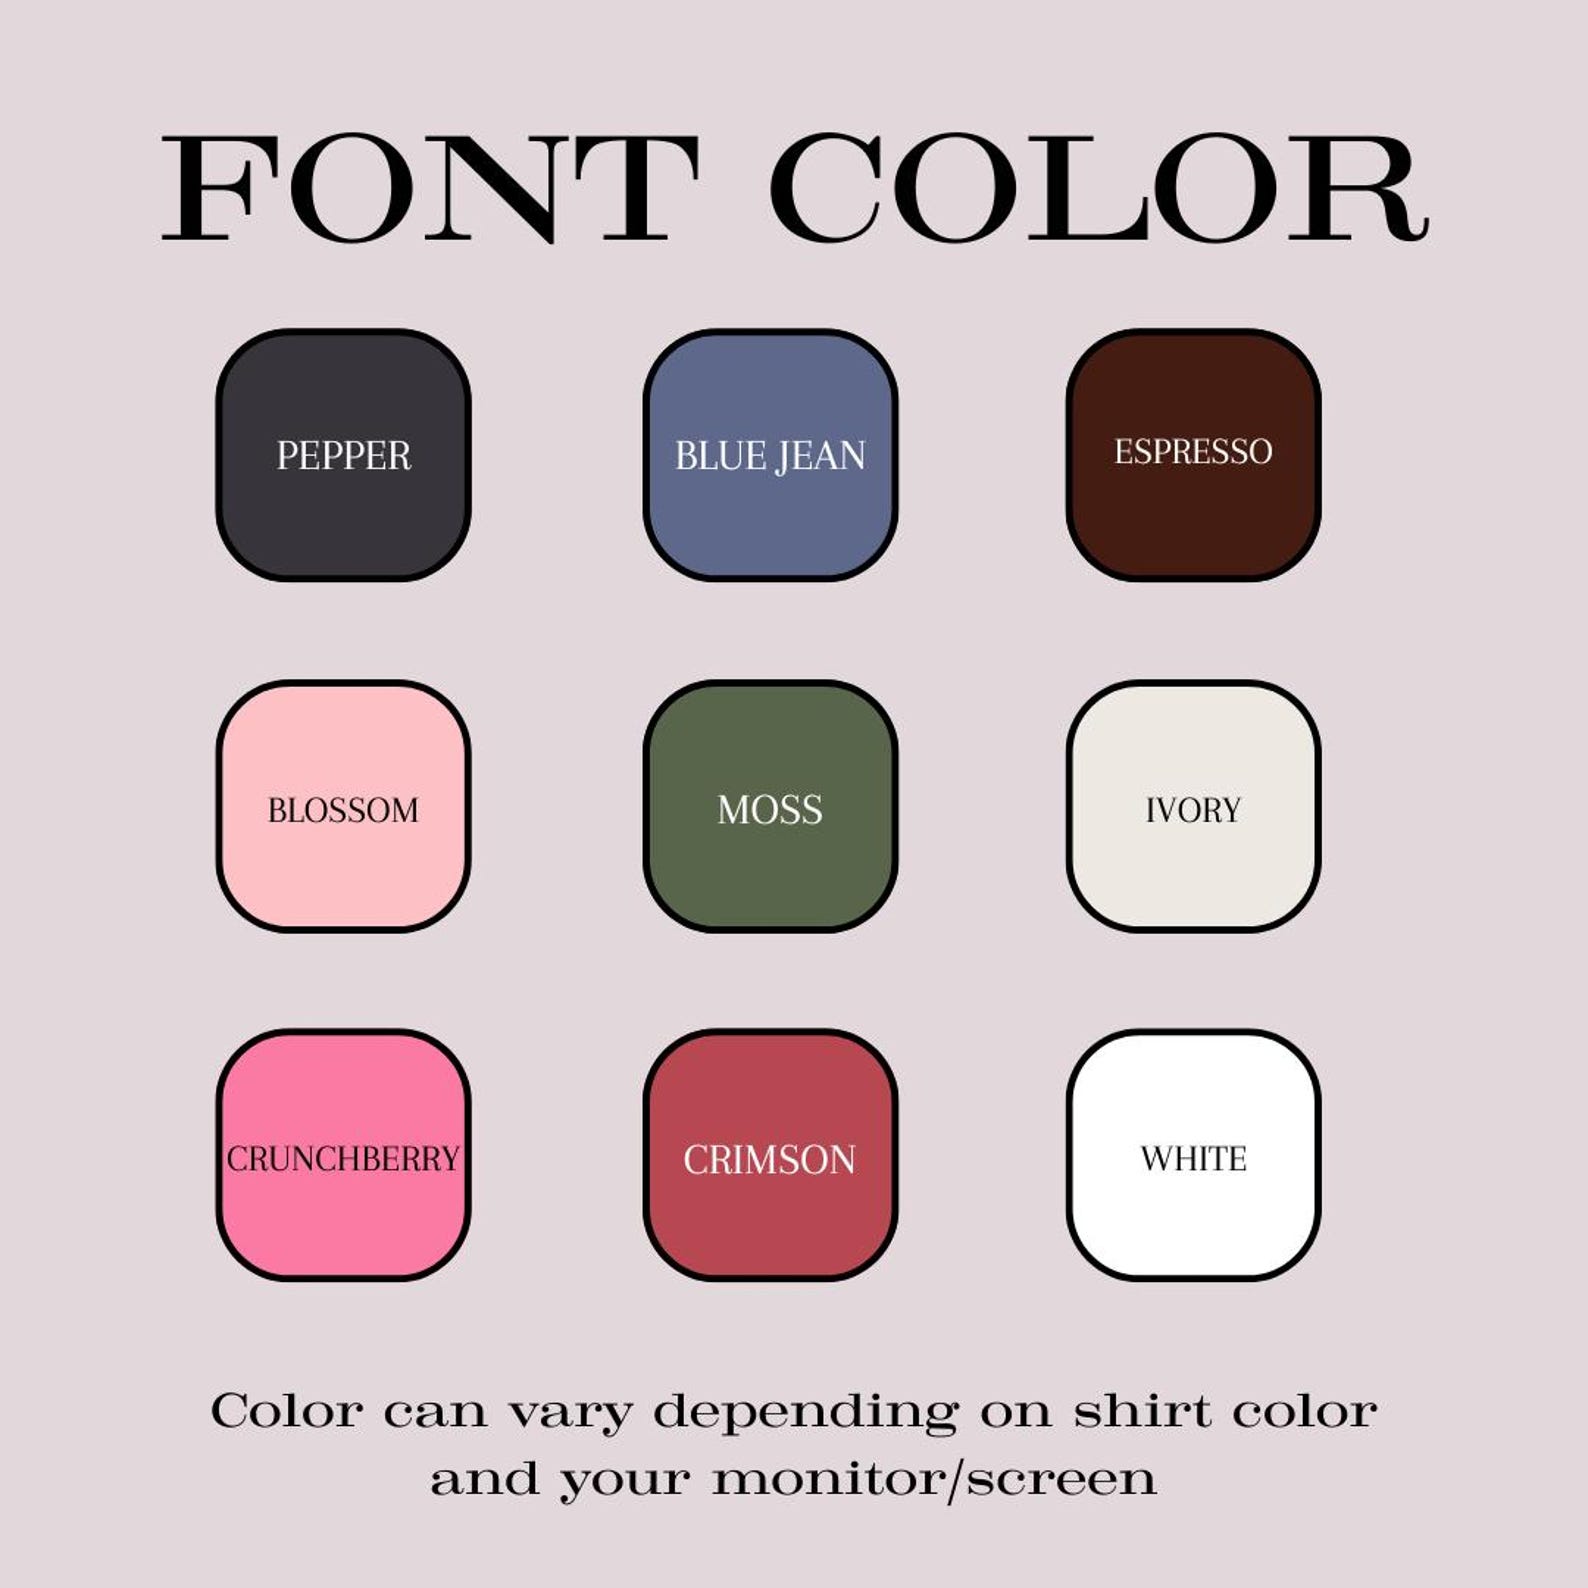 FONT COLOR
PEPPER
BLUE JEAN
ESPRESSO
BLOSSOM
MOSS
IVORY
CRUNCHBERRY
CRIMSON
WHITE
Color can vary depending on shirt color
and your monitor/screen